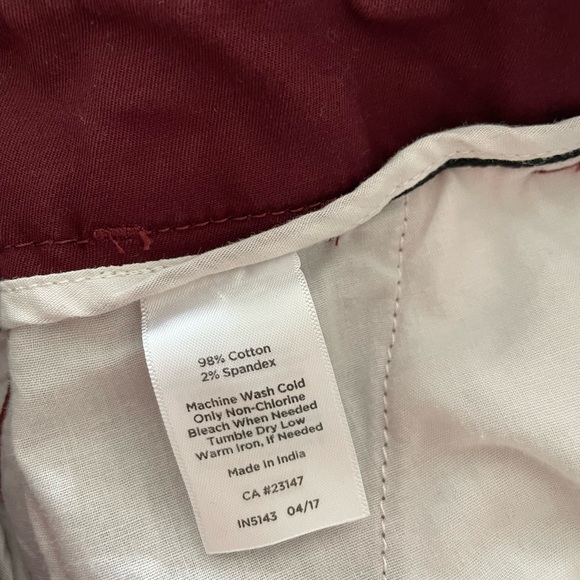 98% Cotton
2% Spandex
Machine Wash Cold
Only Non-Chlorine
Bleach When Needed
Tumble Dry Low
Warm Iron, If Needed
Made in India
CA #23147
IN5143 04/17